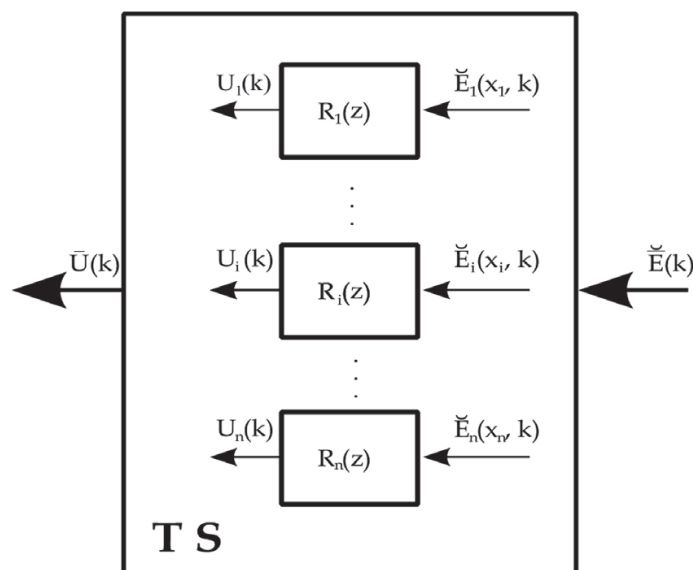 U₁(k) R₁(z) Ĕ₁(x₁, k)
Ū(k) Uᵢ(k) Rᵢ(z) Ĕᵢ(xᵢ, k) Ē̆(k)
Uₙ(k) Rₙ(z) Ĕₙ(xₙ, k)
T S